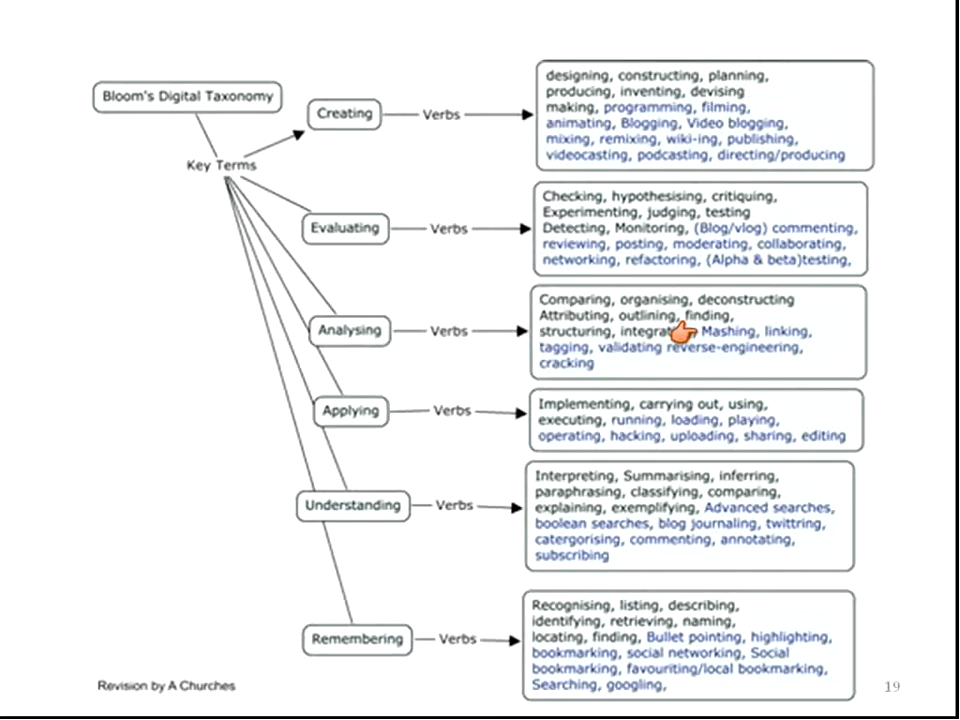 Bloom's Digital Taxonomy
Key Terms
Creating
Verbs
designing, constructing, planning,
producing, inventing, devising
making, programming, filming,
animating, Blogging, Video blogging,
mixing, remixing, wiki-ing, publishing,
videocasting, podcasting, directing/producing
Evaluating
Verbs
Checking, hypothesising, critiquing,
Experimenting, judging, testing
Detecting, Monitoring, (Blog/vlog) commenting,
reviewing, posting, moderating, collaborating,
networking, refactoring, (Alpha & beta)testing,
Analysing
Verbs
Comparing, organising, deconstructing
Attributing, outlining, finding,
structuring, Mashing, linking,
tagging, validating reverse-engineering,
cracking
Applying
Verbs
Implementing, carrying out, using,
executing, running, loading, playing,
operating, hacking, uploading, sharing, editing
Understanding
Verbs
Interpreting, Summarising, inferring,
paraphrasing, classifying, comparing,
explaining, exemplifying, Advanced searches,
boolean searches, blog journaling, twittring,
catergorising, commenting, annotating,
subscribing
Remembering
Verbs
Recognising, listing, describing,
identifying, retrieving, naming,
locating, finding, Bullet pointing, highlighting,
bookmarking, social networking, Social
bookmarking, favouriting/local bookmarking,
Searching, googling,
Revision by A Churches
19